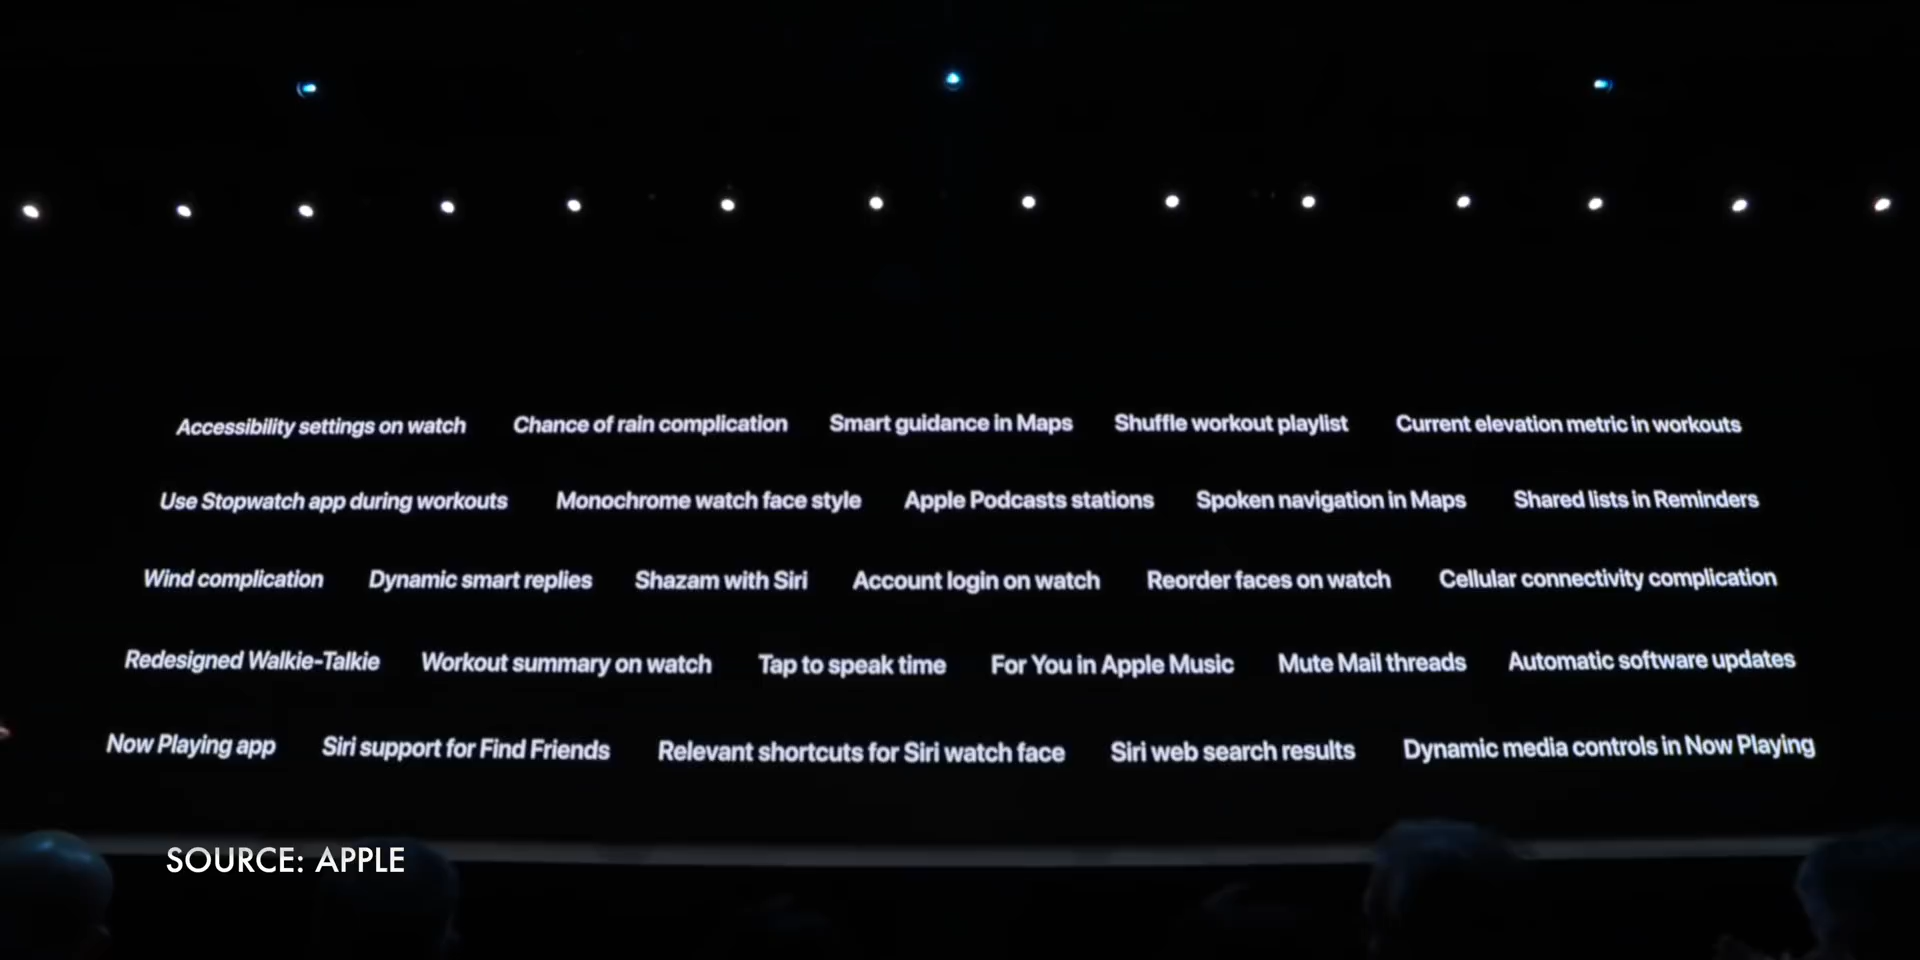 Accessibility settings on watch Chance of rain complication Smart guidance in Maps Shuffle workout playlist Current elevation metric in workouts
Use Stopwatch app during workouts Monochrome watch face style Apple Podcasts stations Spoken navigation in Maps Shared lists in Reminders
Wind complication Dynamic smart replies Shazam with Siri Account login on watch Reorder faces on watch Cellular connectivity complication
Redesigned Walkie-Talkie Workout summary on watch Tap to speak time For You in Apple Music Mute Mail threads Automatic software updates
Now Playing app Siri support for Find Friends Relevant shortcuts for Siri watch face Siri web search results Dynamic media controls in Now Playing
SOURCE: APPLE